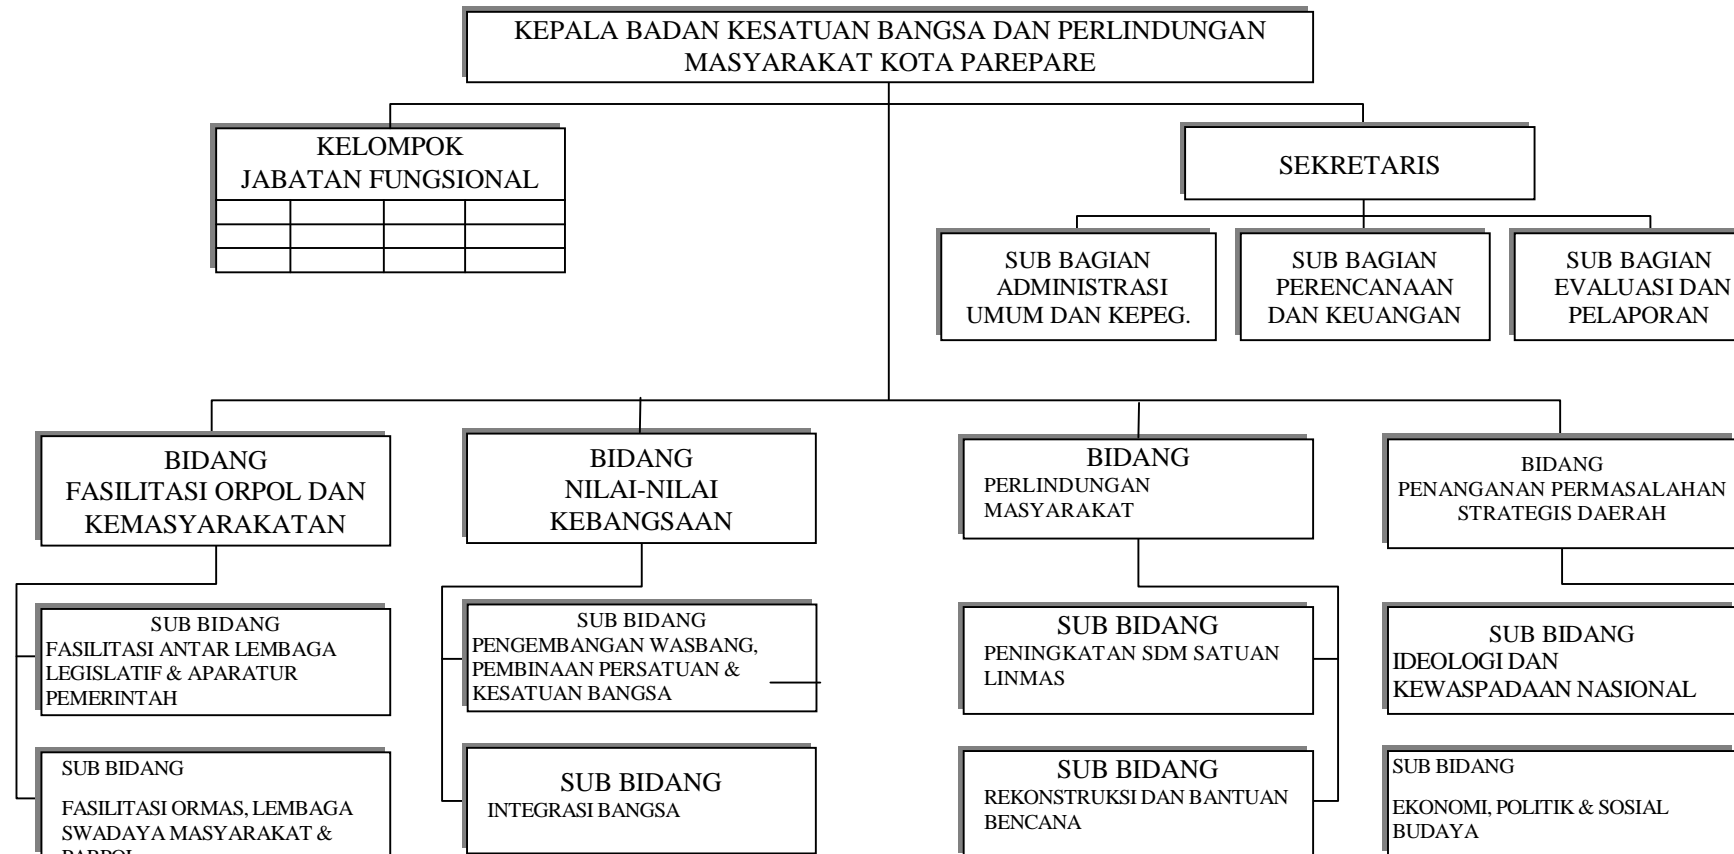 KEPALA BADAN KESATUAN BANGSA DAN PERLINDUNGAN
MASYARAKAT KOTA PAREPARE
KELOMPOK
JABATAN FUNGSIONAL
SEKRETARIS
SUB BAGIAN
ADMINISTRASI
UMUM DAN KEPEG.
SUB BAGIAN
PERENCANAAN
DAN KEUANGAN
SUB BAGIAN
EVALUASI DAN
PELAPORAN
BIDANG
FASILITASI ORPOL DAN
KEMASYARAKATAN
BIDANG
NILAI-NILAI
KEBANGSAAN
BIDANG
PERLINDUNGAN
MASYARAKAT
BIDANG
PENANGANAN PERMASALAHAN
STRATEGIS DAERAH
SUB BIDANG
FASILITASI ANTAR LEMBAGA
LEGISLATIF & APARATUR
PEMERINTAH
SUB BIDANG
PENGEMBANGAN WASBANG,
PEMBINAAN PERSATUAN &
KESATUAN BANGSA
SUB BIDANG
PENINGKATAN SDM SATUAN
LINMAS
SUB BIDANG
IDEOLOGI DAN
KEWASPADAAN NASIONAL
SUB BIDANG
FASILITASI ORMAS, LEMBAGA
SWADAYA MASYARAKAT &
SUB BIDANG
INTEGRASI BANGSA
SUB BIDANG
REKONSTRUKSI DAN BANTUAN
BENCANA
SUB BIDANG
EKONOMI, POLITIK & SOSIAL
BUDAYA